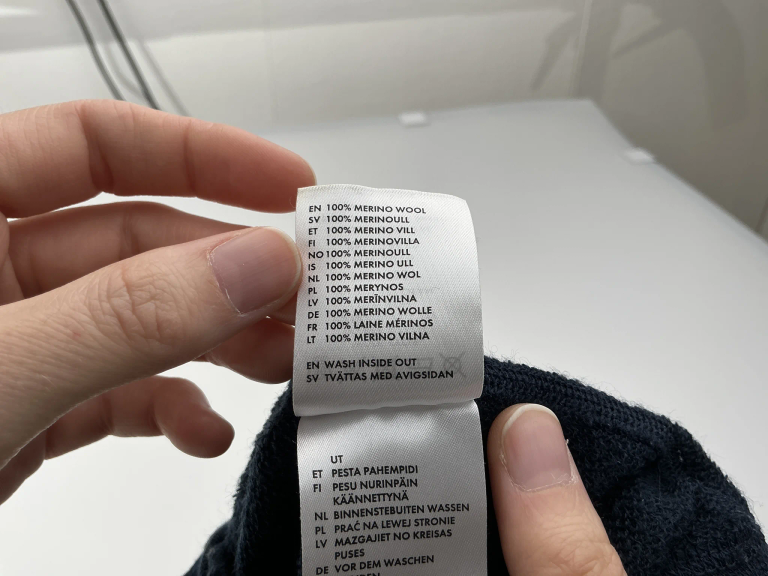 EN 100% MERINO WOOL
SV 100% MERINOULL
ET 100% MERINO VILL
FI 100% MERINOVILLA
NO 100% MERINOULL
IS 100% MERINO ULL
NL 100% MERINO WOL
PL 100% MERYNOS
LV 100% MERĪNVILNA
DE 100% MERINO WOLLE
FR 100% LAINE MÉRINOS
LT 100% MERINO VILNA
EN WASH INSIDE OUT
SV TVÄTTAS MED AVIGSIDAN
UT
ET PESTA PAHEMPIDI
FI PESU NURINPÄIN
KÄÄNNETTYNÄ
NL BINNENSTEBUITEN WASSEN
PL PRAĆ NA LEWEJ STRONIE
LV MAZGAJIET NO KREISAS
PUSES
DE VOR DEM WASCHEN